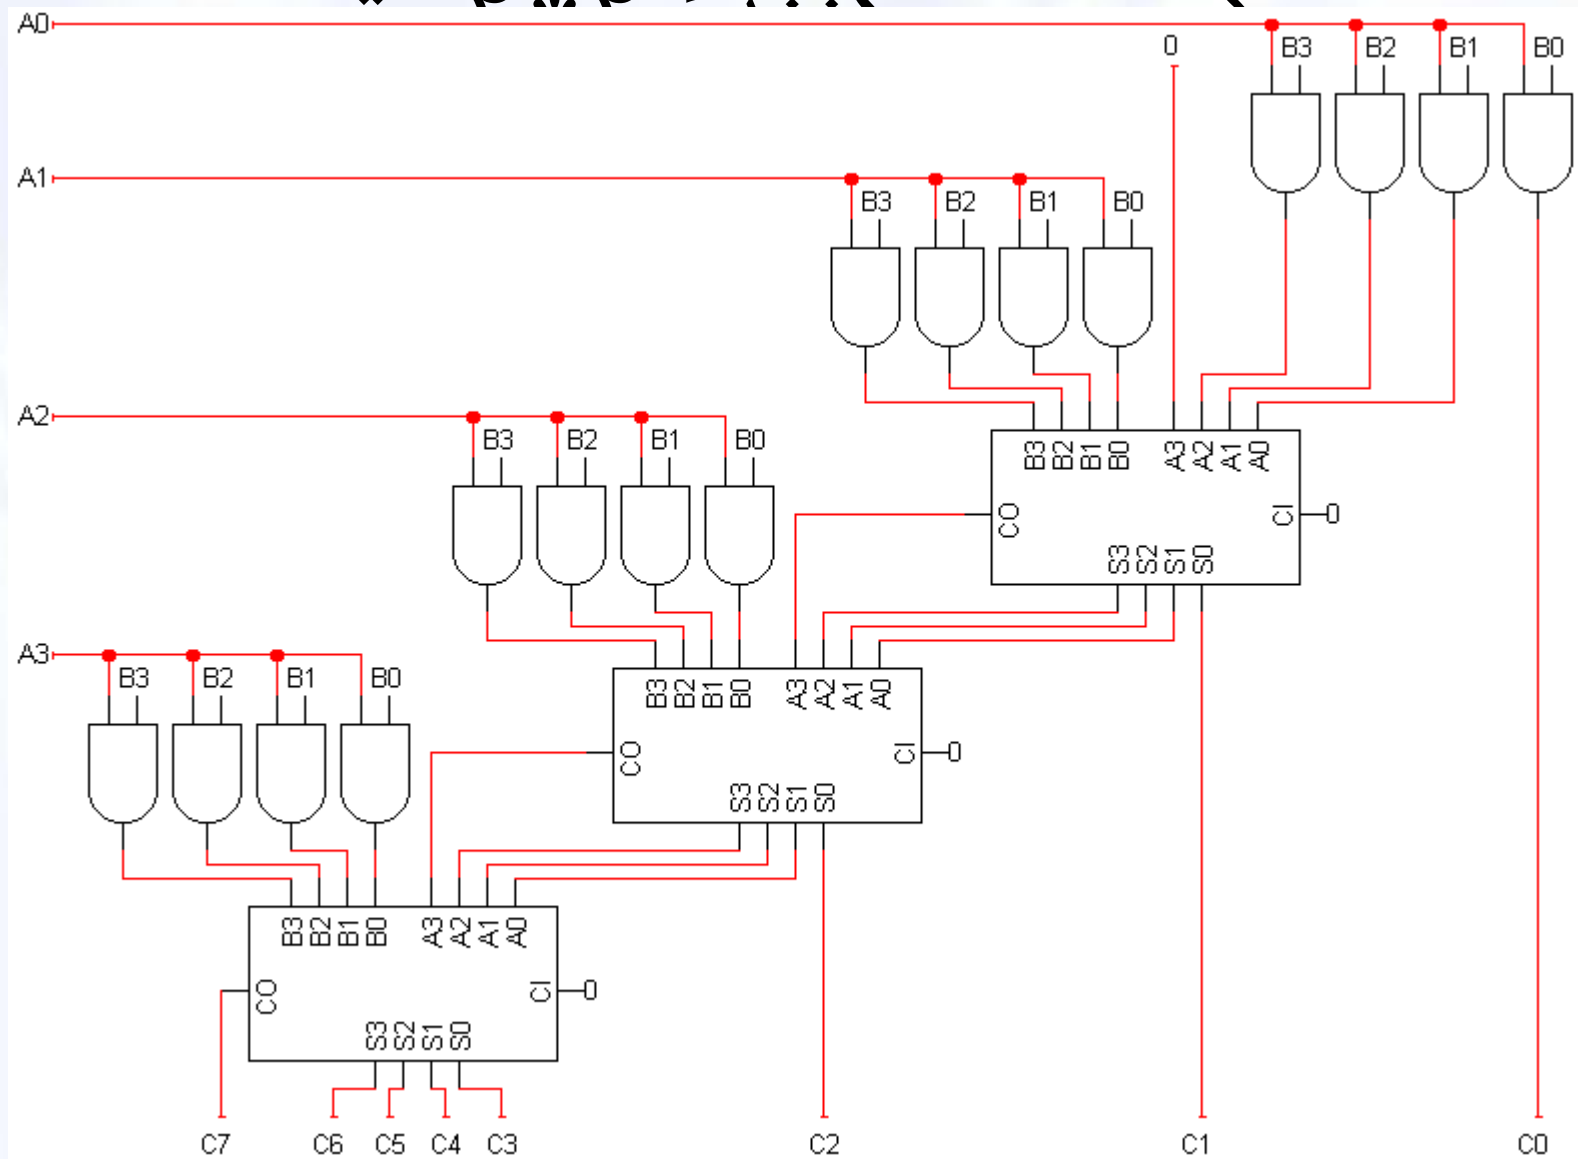 A0
0
B3 B2 B1 B0
A1
B3 B2 B1 B0
A2
B3 B2 B1 B0
B3 B2 B1 B0 A3 A2 A1 A0
CO CI 0
S3 S2 S1 S0
A3
B3 B2 B1 B0
B3 B2 B1 B0 A3 A2 A1 A0
CO CI 0
S3 S2 S1 S0
B3 B2 B1 B0 A3 A2 A1 A0
CO CI 0
S3 S2 S1 S0
C7 C6 C5 C4 C3 C2 C1 C0